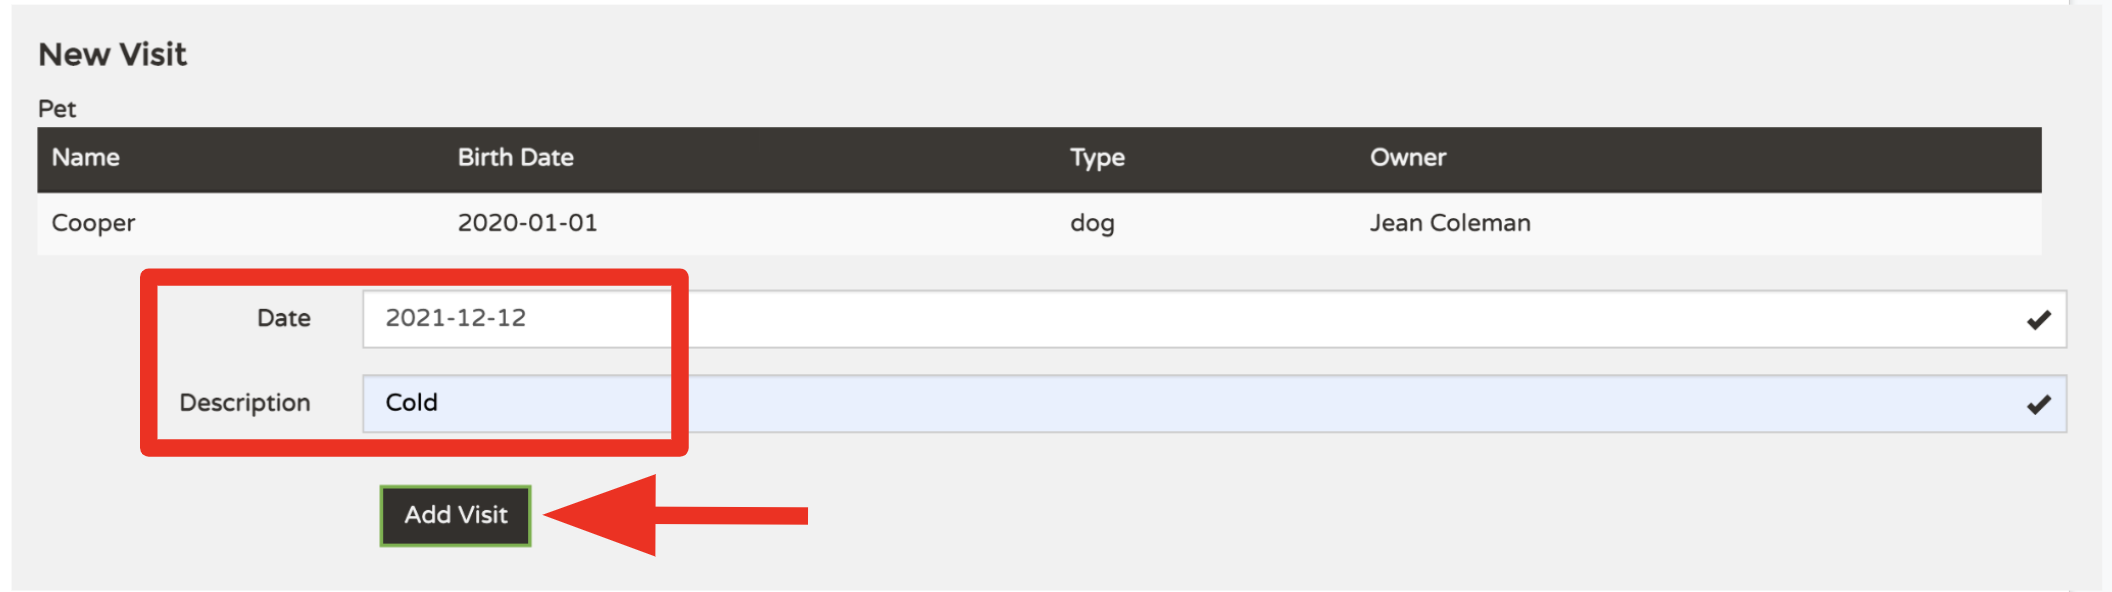 New Visit
Pet
Name Birth Date Type Owner
Cooper 2020-01-01 dog Jean Coleman
Date 2021-12-12
Description Cold
Add Visit